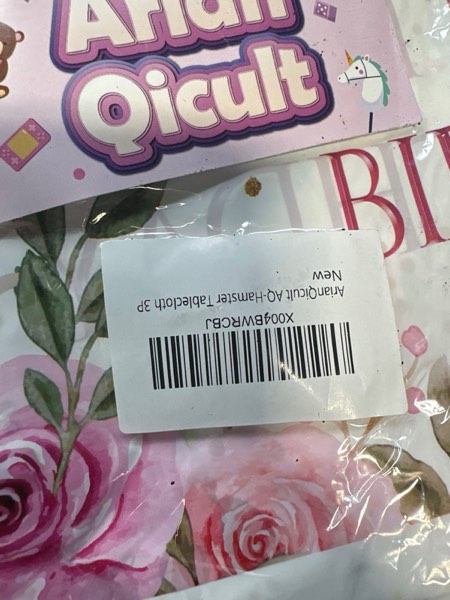 Arian
Qicult
BI
X004BWRCBJ
ArianQicult AQ-Hamster Tablecloth 3P
New